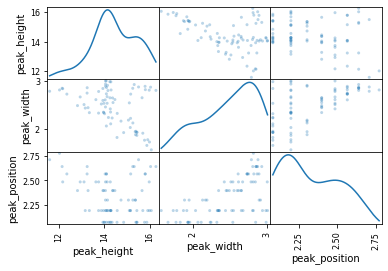 peak_height
16
14
12
peak_width
3
2
peak_position
2.75
2.50
2.25
12
14
16
peak_height
2
3
peak_width
2.25
2.50
2.75
peak_position